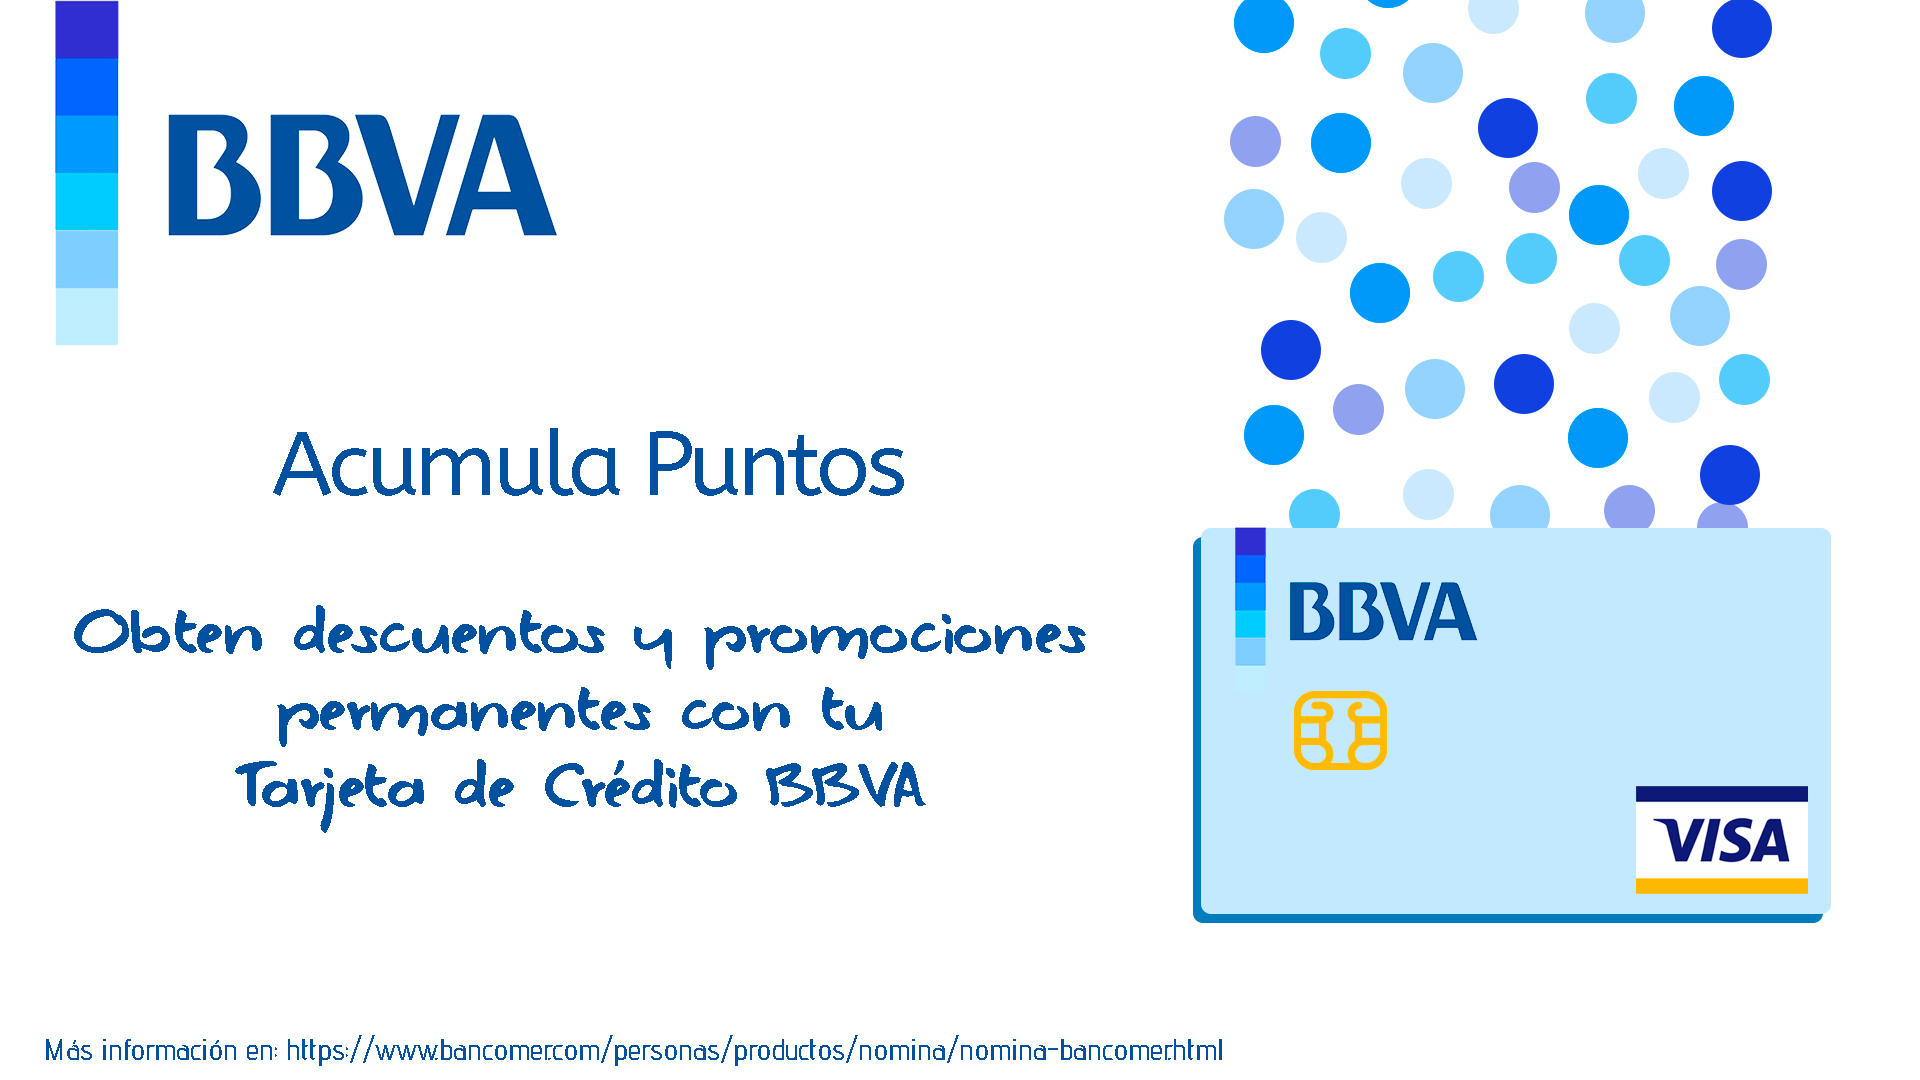 BBVA
Acumula Puntos
Obten descuentos y promociones
permanentes con tu
Tarjeta de Crédito BBVA
BBVA
VISA
Más información en: https://www.bancomer.com/personas/productos/nomina/nomina-bancomer.html